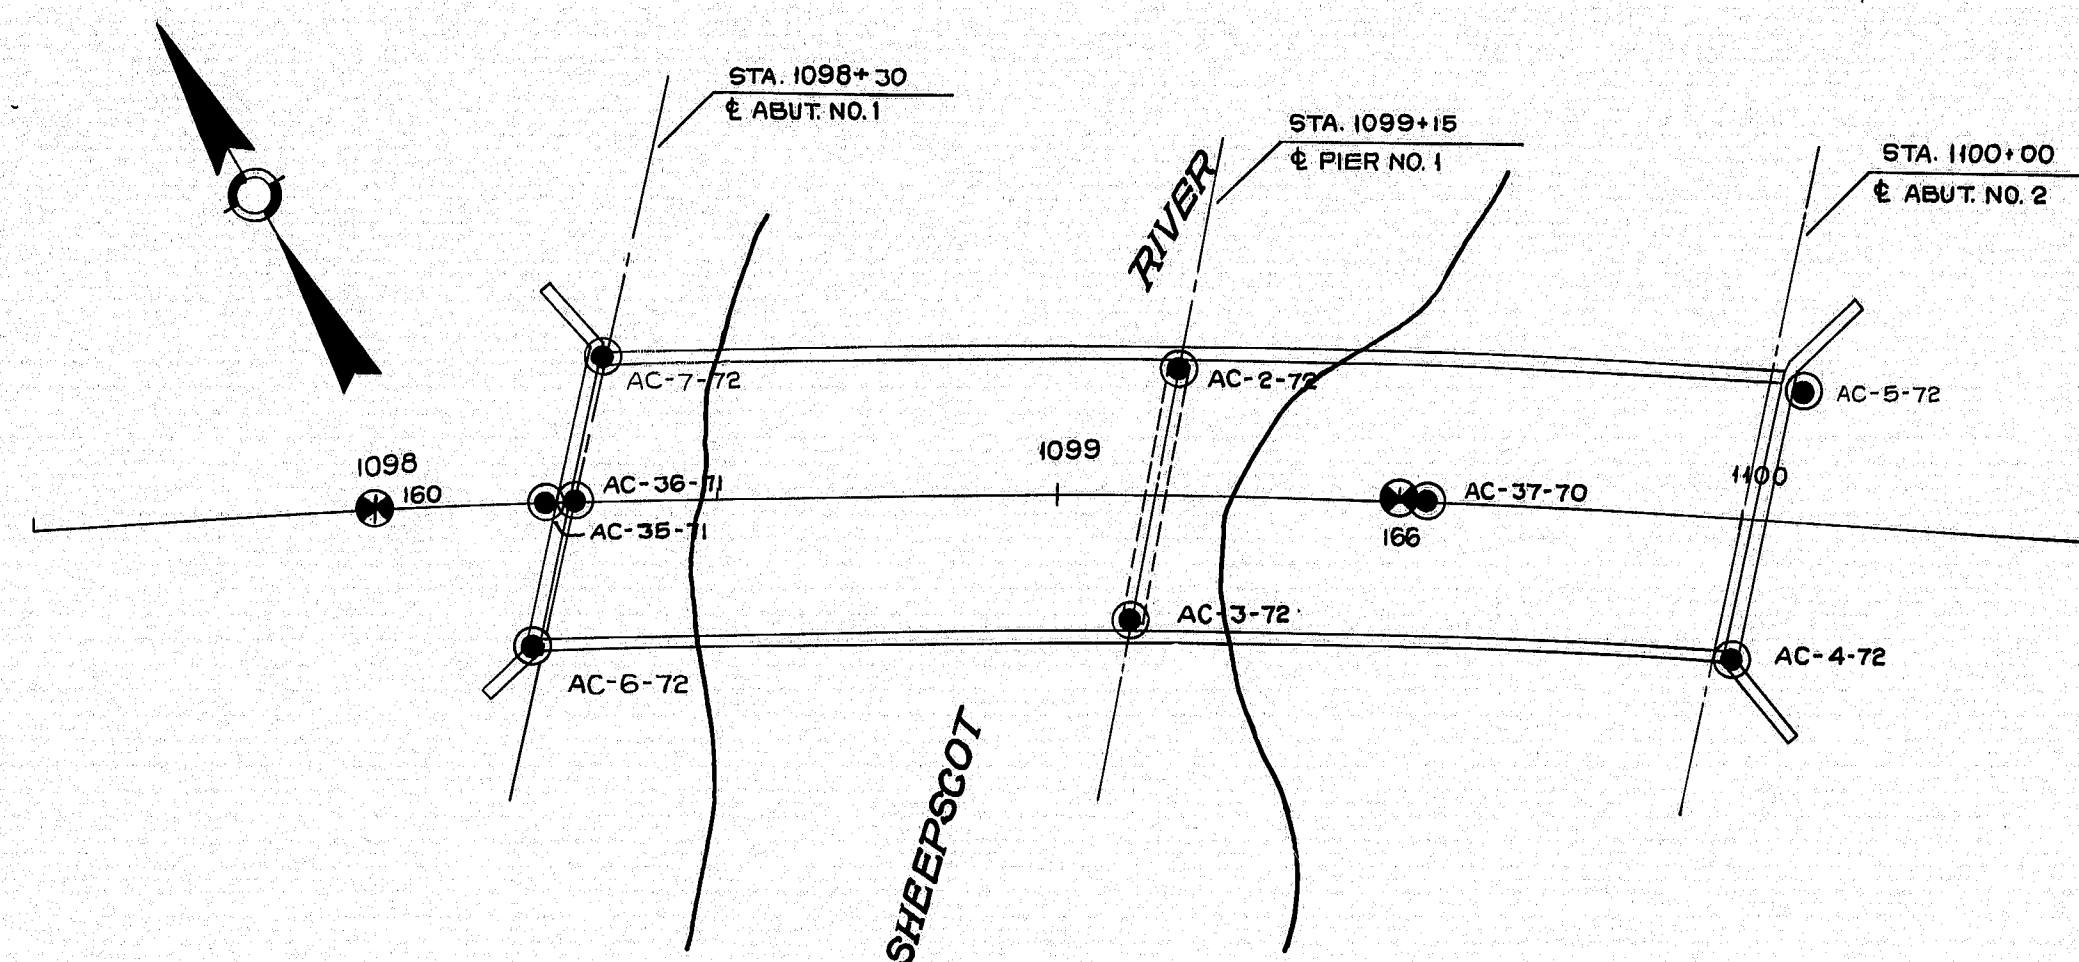 STA. 1098+30
℄ ABUT. NO. 1
STA. 1099+15
℄ PIER NO. 1
STA. 1100+00
℄ ABUT. NO. 2
RIVER
AC-7-72
AC-2-72
AC-5-72
1098
160
1099
1100
AC-36-71
AC-35-71
AC-37-70
166
AC-3-72
AC-6-72
AC-4-72
SHEEPSCOT